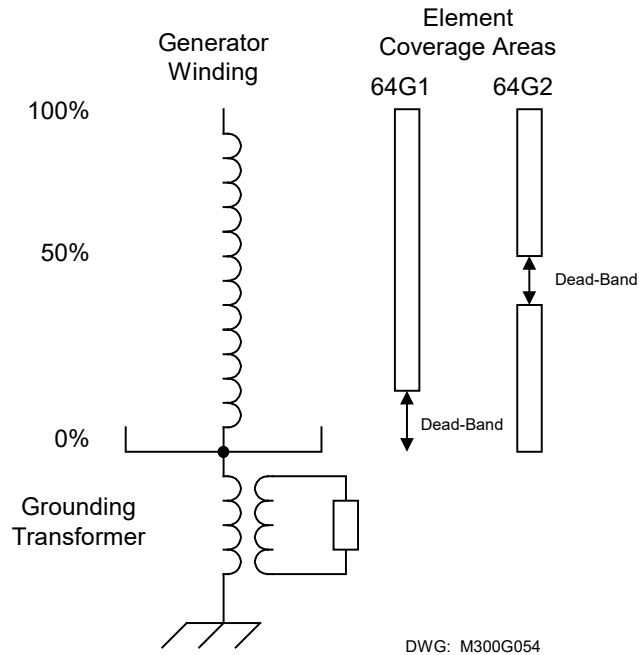 Generator
Winding
Element
Coverage Areas
64G1
64G2
100%
50%
Dead-Band
Dead-Band
0%
Grounding
Transformer
DWG: M300G054